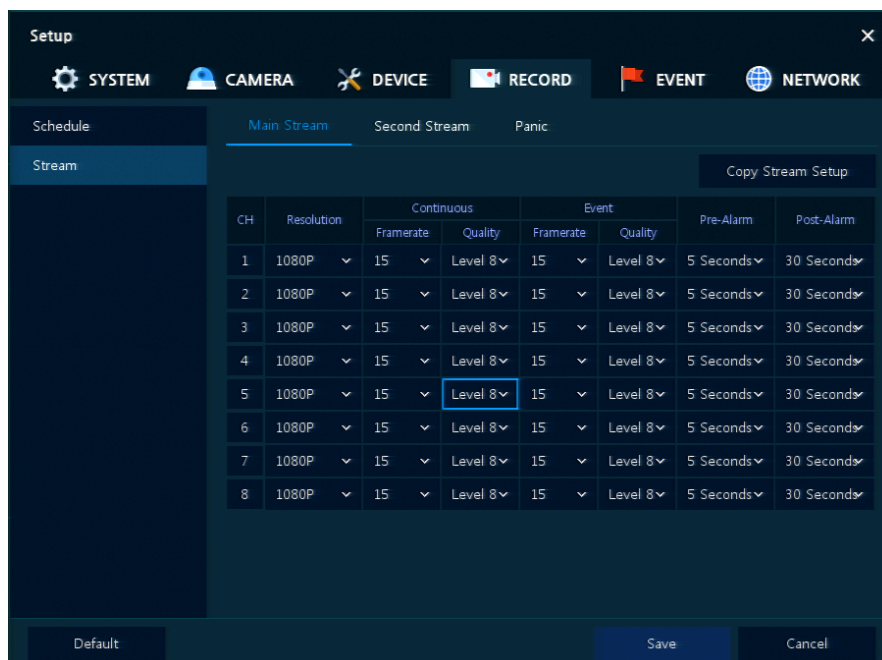 Setup
SYSTEM CAMERA DEVICE RECORD EVENT NETWORK
Schedule
Stream
Main Stream Second Stream Panic
Copy Stream Setup
CH Resolution Continuous Event Pre-Alarm Post-Alarm
Framerate Quality Framerate Quality
1 1080P 15 Level 8 15 Level 8 5 Seconds 30 Seconds
2 1080P 15 Level 8 15 Level 8 5 Seconds 30 Seconds
3 1080P 15 Level 8 15 Level 8 5 Seconds 30 Seconds
4 1080P 15 Level 8 15 Level 8 5 Seconds 30 Seconds
5 1080P 15 Level 8 15 Level 8 5 Seconds 30 Seconds
6 1080P 15 Level 8 15 Level 8 5 Seconds 30 Seconds
7 1080P 15 Level 8 15 Level 8 5 Seconds 30 Seconds
8 1080P 15 Level 8 15 Level 8 5 Seconds 30 Seconds
Default Save Cancel